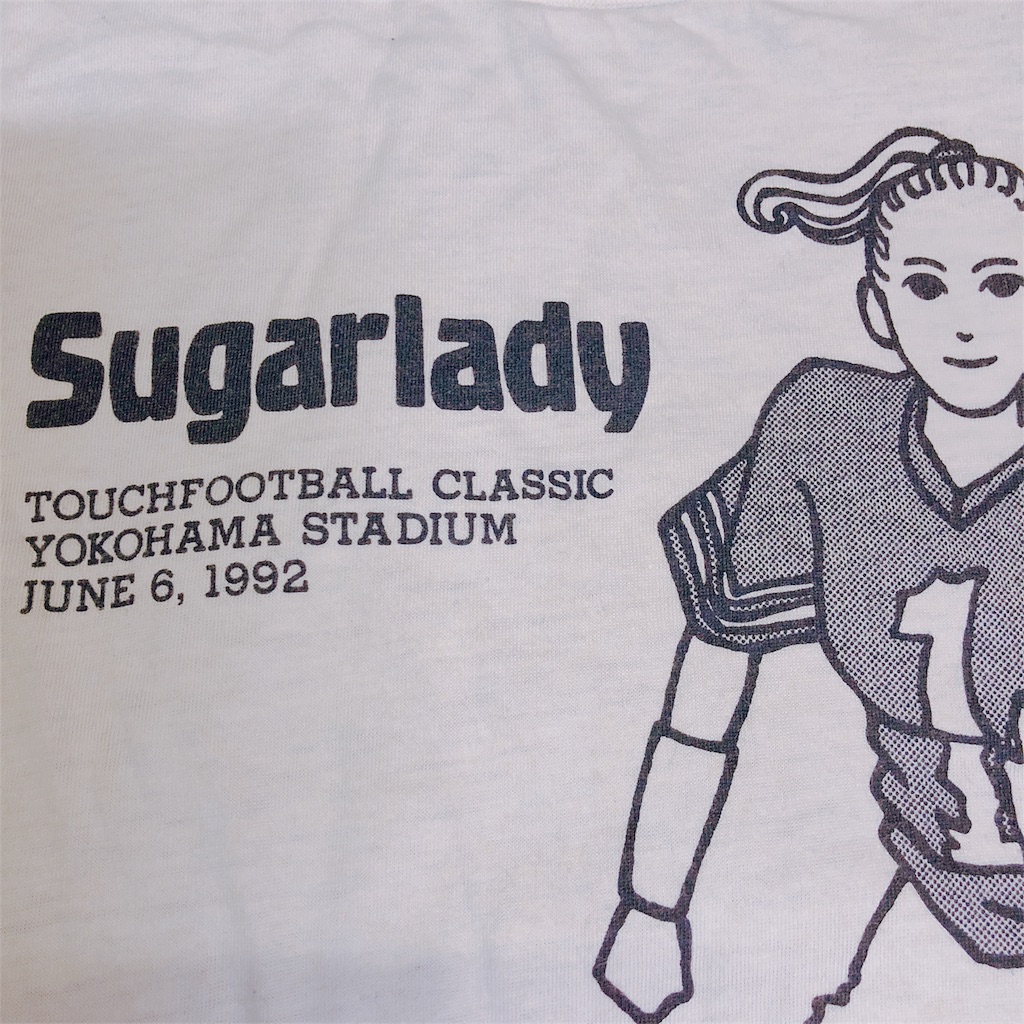 Sugarlady
TOUCHFOOTBALL CLASSIC
YOKOHAMA STADIUM
JUNE 6, 1992
1